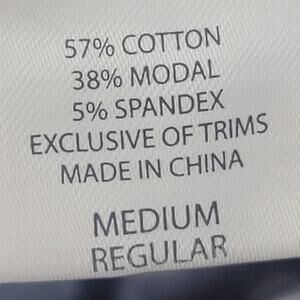 57% COTTON
38% MODAL
5% SPANDEX
EXCLUSIVE OF TRIMS
MADE IN CHINA
MEDIUM
REGULAR